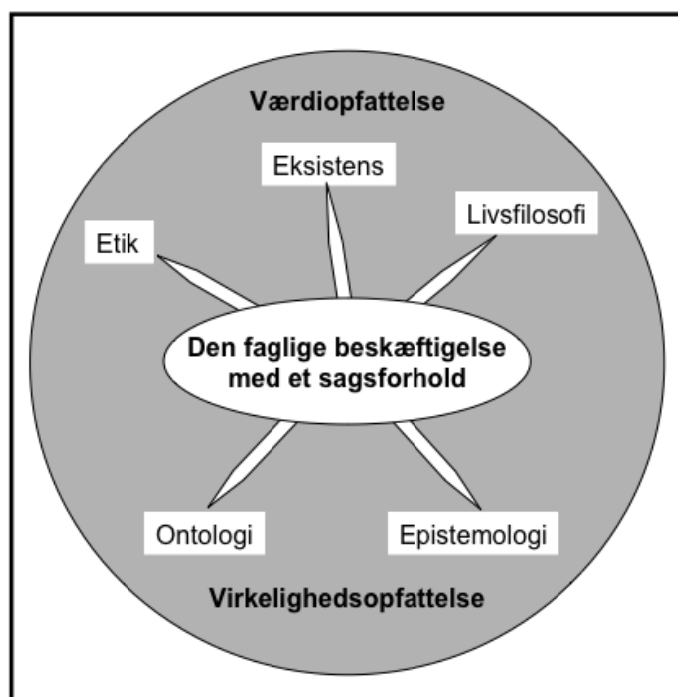 Værdiopfattelse
Eksistens
Livsfilosofi
Etik
Den faglige beskæftigelse
med et sagsforhold
Ontologi
Epistemologi
Virkelighedsopfattelse